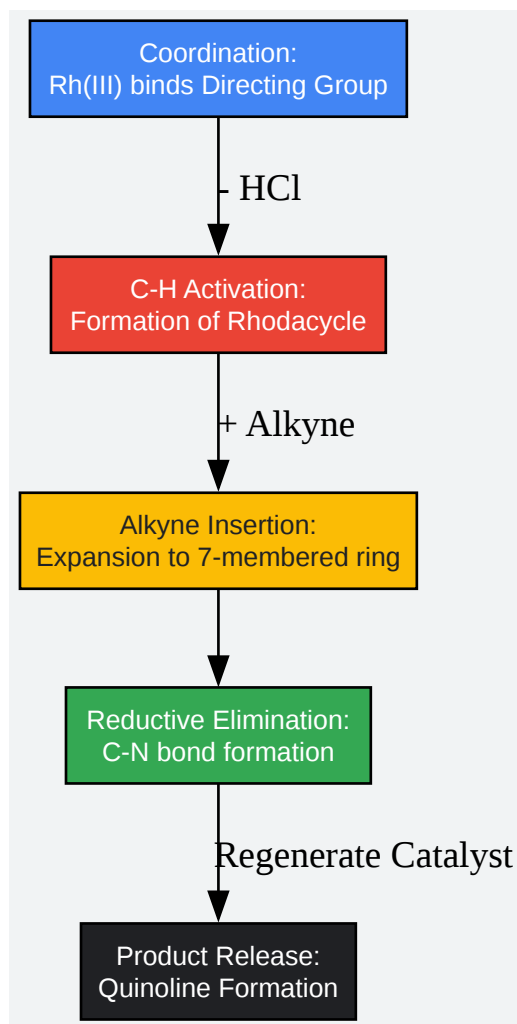 Coordination:
Rh(III) binds Directing Group
- HCl
C-H Activation:
Formation of Rhodacycle
+ Alkyne
Alkyne Insertion:
Expansion to 7-membered ring
Reductive Elimination:
C-N bond formation
Regenerate Catalyst
Product Release:
Quinoline Formation